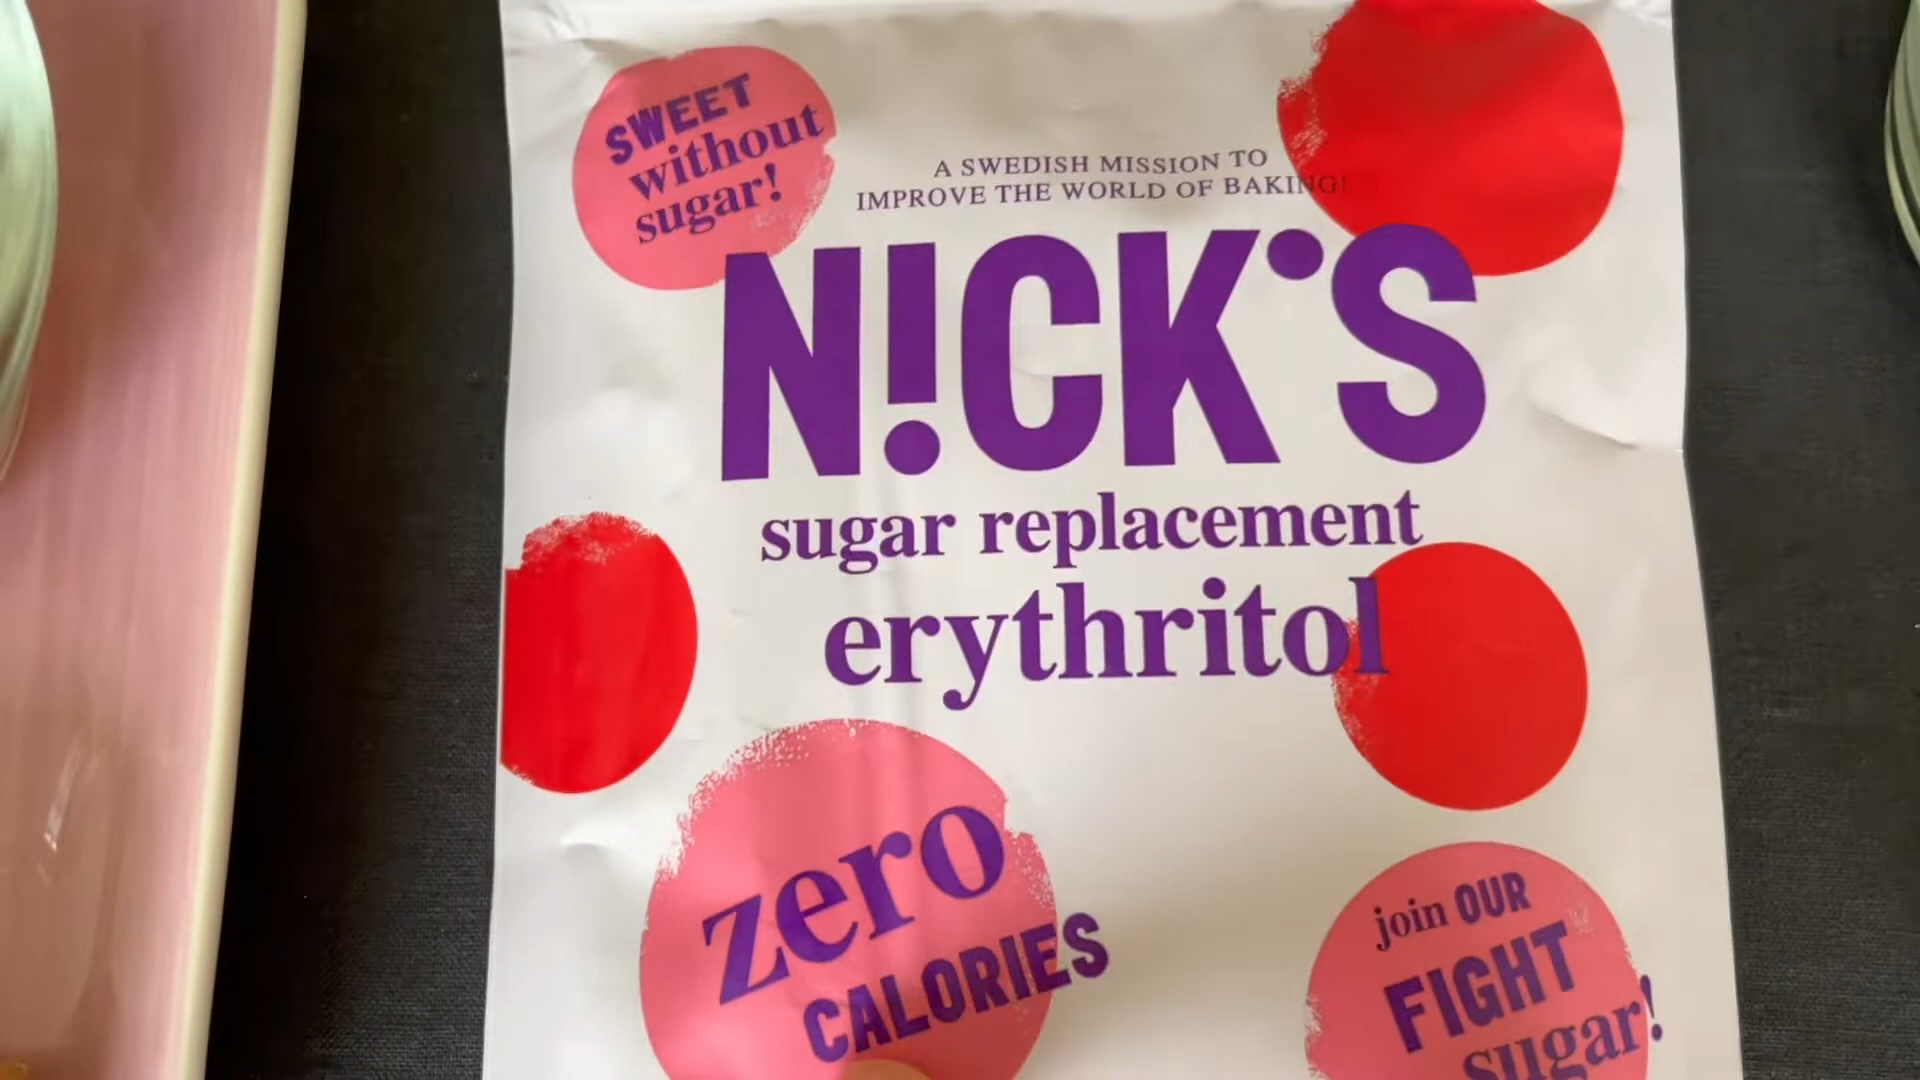 SWEET
without
sugar!
A SWEDISH MISSION TO
IMPROVE THE WORLD OF BAKING!
N!CK'S
sugar replacement
erythritol
zero
CALORIES
join OUR
FIGHT
sugar!